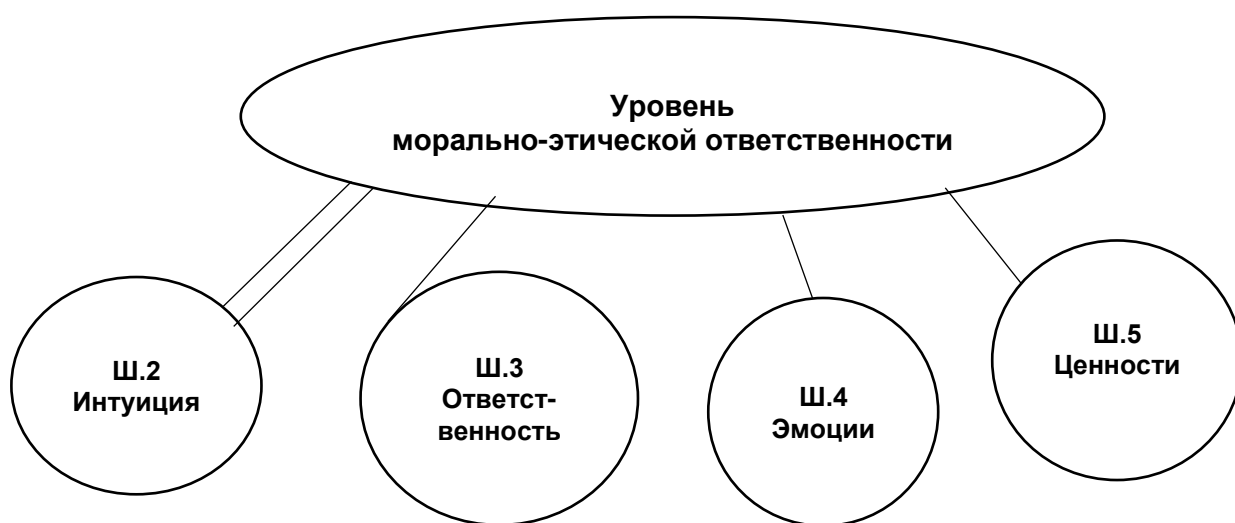 Уровень
морально-этической ответственности
Ш.2
Интуиция
Ш.3
Ответст-
венность
Ш.4
Эмоции
Ш.5
Ценности